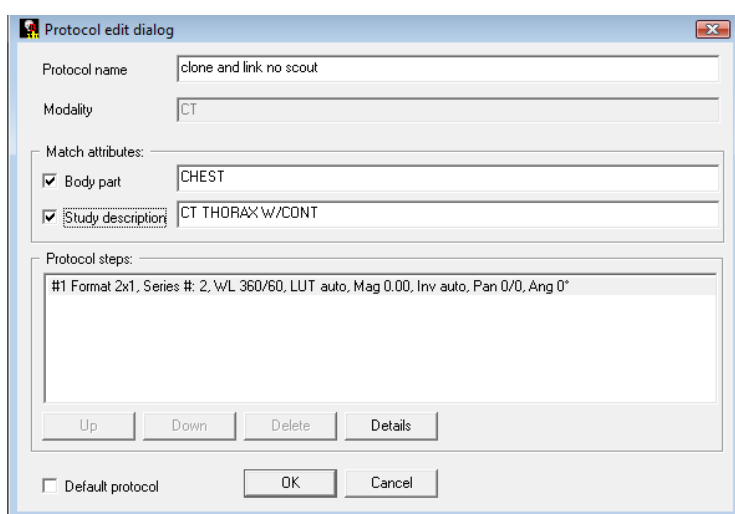 Protocol edit dialog
Protocol name clone and link no scout
Modality CT
Match attributes:
Body part CHEST
Study description CT THORAX W/CONT
Protocol steps:
#1 Format 2x1, Series #: 2, WL 360/60, LUT auto, Mag 0.00, Inv auto, Pan 0/0, Ang 0°
Up Down Delete Details
Default protocol OK Cancel